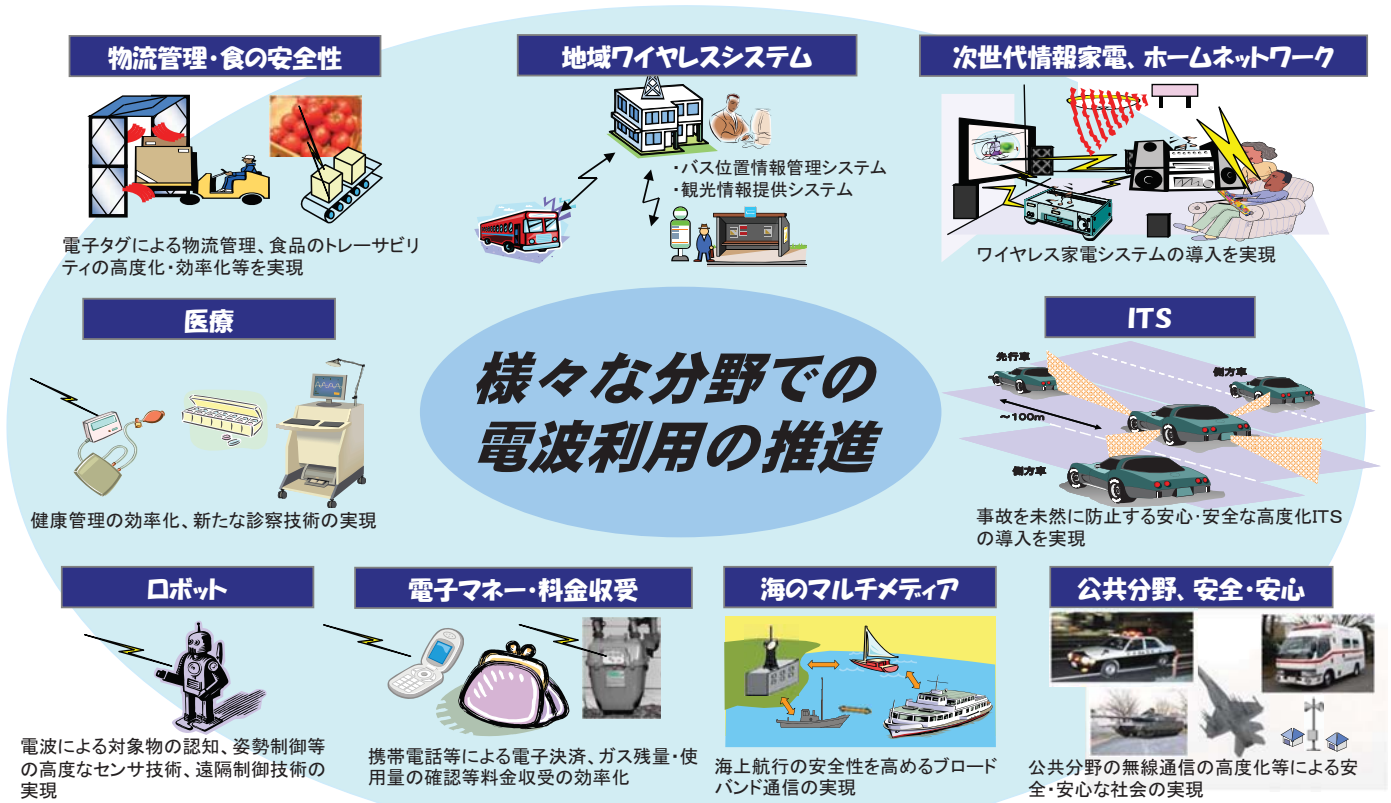 物流管理・食の安全性
電子タグによる物流管理、食品のトレーサビリ
ティの高度化・効率化等を実現
地域ワイヤレスシステム
・バス位置情報管理システム
・観光情報提供システム
次世代情報家電、ホームネットワーク
ワイヤレス家電システムの導入を実現
医療
健康管理の効率化、新たな診察技術の実現
様々な分野での
電波利用の推進
ITS
先行車
側方車
～100m
側方車
事故を未然に防止する安心・安全な高度化ITS
の導入を実現
ロボット
電波による対象物の認知、姿勢制御等
の高度なセンサ技術、遠隔制御技術の
実現
電子マネー・料金収受
携帯電話等による電子決済、ガス残量・使
用量の確認等料金収受の効率化
海のマルチメディア
海上航行の安全性を高めるブロード
バンド通信の実現
公共分野、安全・安心
公共分野の無線通信の高度化等による安
全・安心な社会の実現